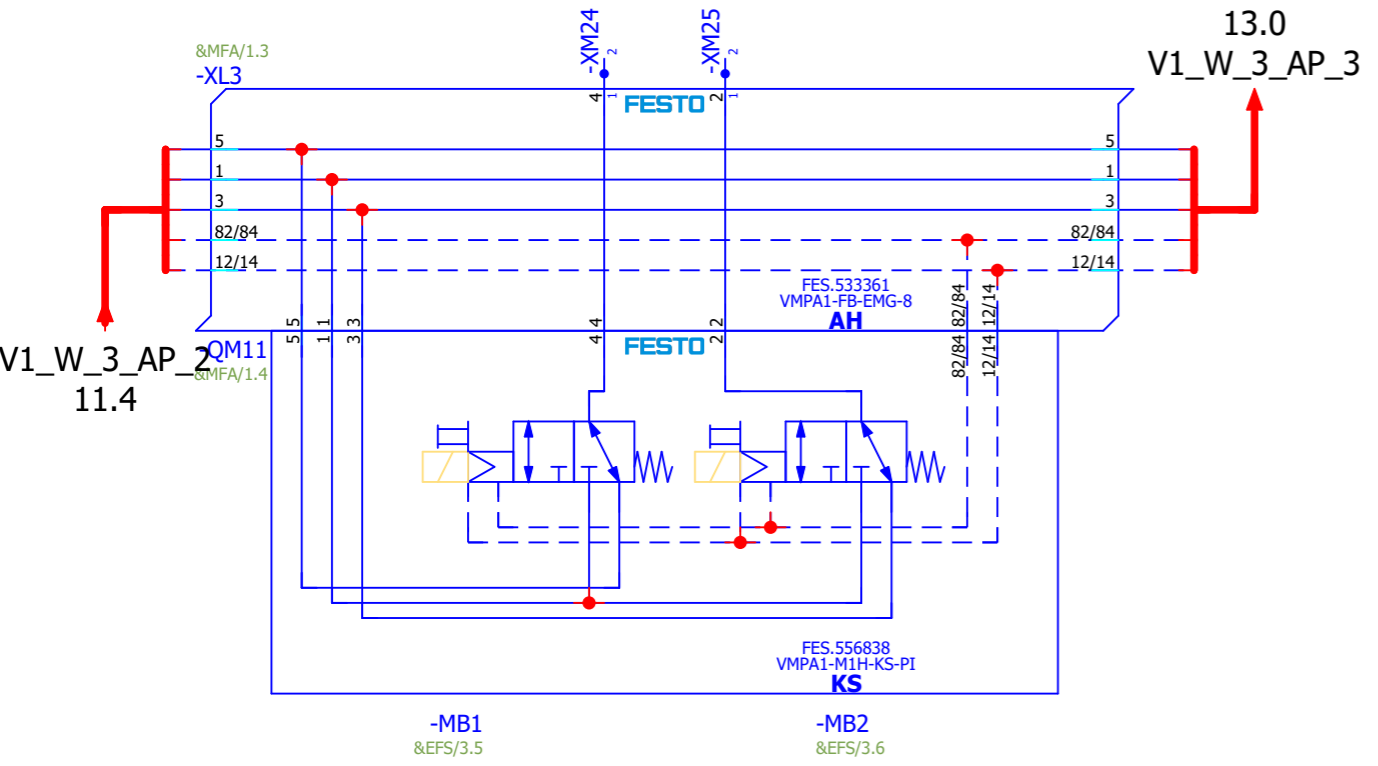 13.0
V1_W_3_AP_3
-XM24
2
-XM25
2
&MFA/1.3
-XL3
4
1
FESTO
2
1
5
5
1
1
3
3
82/84
82/84
12/14
12/14
FES.533361
VMPA1-FB-EMG-8
AH
82/84
12/14
5
1
3
4
2
V1_W_3_AP_2
11.4
-QM11
&MFA/1.4
5
1
3
4
FESTO
2
82/84
12/14
FES.556838
VMPA1-M1H-KS-PI
KS
-MB1
&EFS/3.5
-MB2
&EFS/3.6